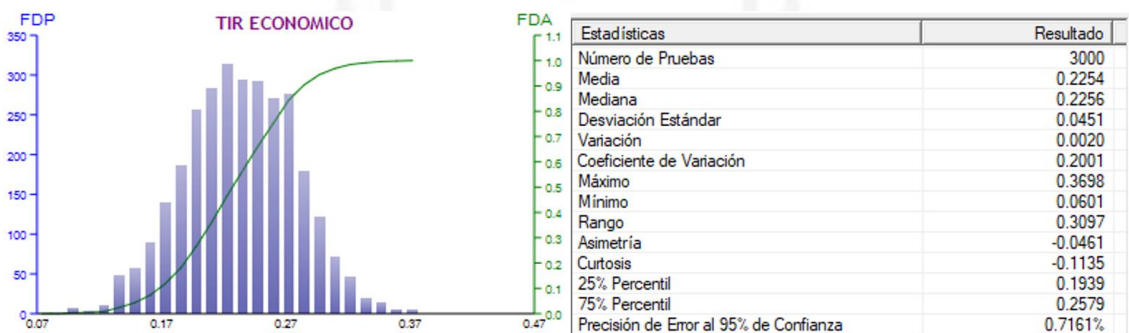 FDP
TIR ECONOMICO
FDA
350
300
250
200
150
100
50
0
1.1
1.0
0.9
0.8
0.7
0.6
0.5
0.4
0.3
0.2
0.1
0.0
0.07 0.17 0.27 0.37 0.47
Estadísticas Resultado
Número de Pruebas 3000
Media 0.2254
Mediana 0.2256
Desviación Estándar 0.0451
Variación 0.0020
Coeficiente de Variación 0.2001
Máximo 0.3698
Mínimo 0.0601
Rango 0.3097
Asimetría -0.0461
Curtosis -0.1135
25% Percentil 0.1939
75% Percentil 0.2579
Precisión de Error al 95% de Confianza 0.7161%